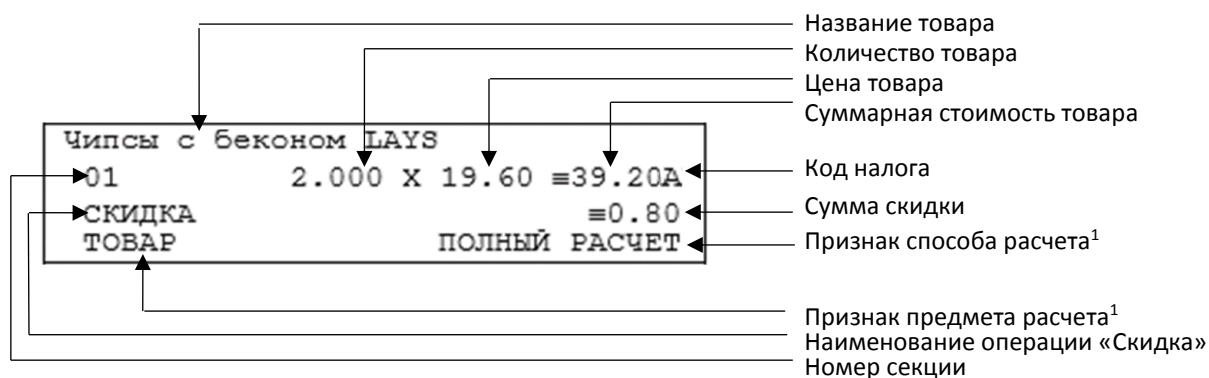 Название товара
Количество товара
Цена товара
Суммарная стоимость товара
Чипсы с беконом LAYS
01 2.000 X 19.60 ≡39.20А
Код налога
СКИДКА ≡0.80
Сумма скидки
ТОВАР ПОЛНЫЙ РАСЧЕТ
Признак способа расчета¹
Признак предмета расчета¹
Наименование операции «Скидка»
Номер секции